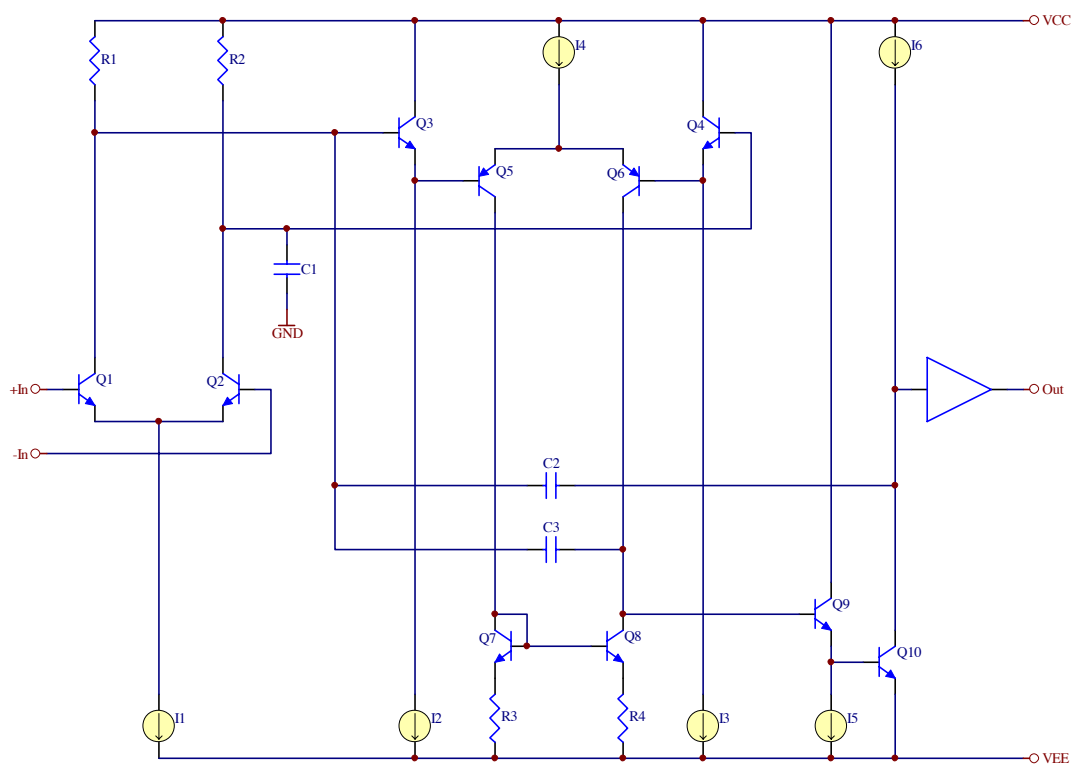 VCC
R1 R2 I4 I6
Q3 Q4
Q5 Q6
C1
GND
+In Q1 Q2 Out
-In
C2
C3
Q9
Q7 Q8
Q10
I1 I2 R3 R4 I3 I5
VEE